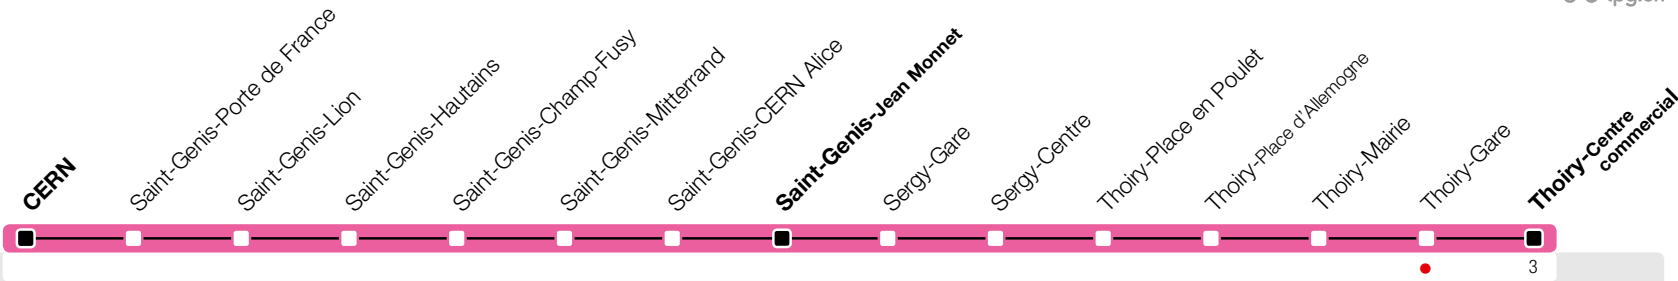 CERN
Saint-Genis-Porte de France
Saint-Genis-Lion
Saint-Genis-Hautains
Saint-Genis-Champ-Fusy
Saint-Genis-Mitterrand
Saint-Genis-CERN Alice
Saint-Genis-Jean Monnet
Sergy-Gare
Sergy-Centre
Thoiry-Place en Poulet
Thoiry-Place d'Allemogne
Thoiry-Mairie
Thoiry-Gare
Thoiry-Centre
commercial
3